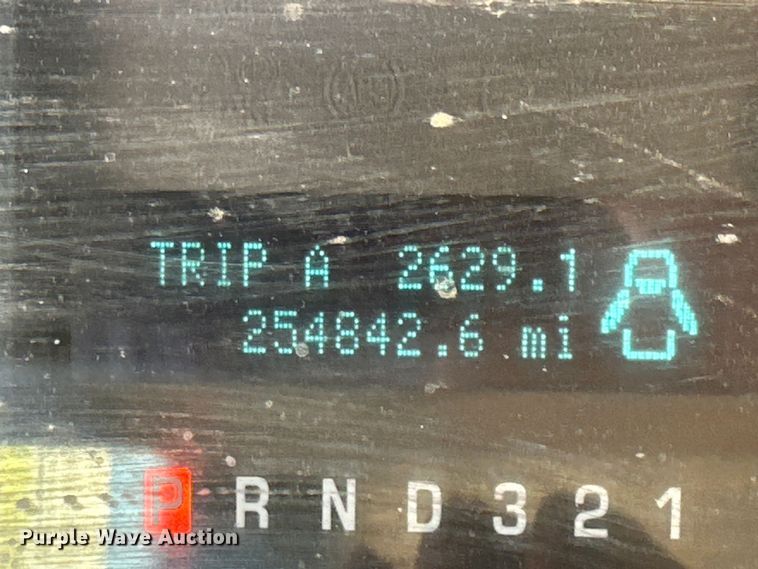 TRIP A 2629.1
254842.6 mi
P R N D 3 2 1
Purple Wave Auction